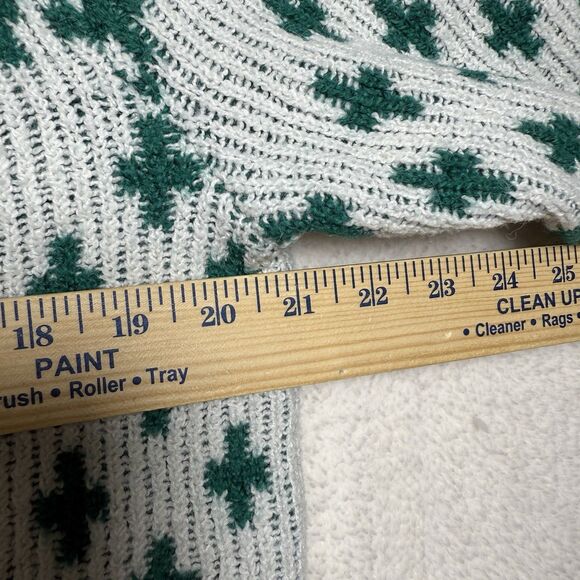 18 19 20 21 22 23 24 25
PAINT CLEAN UP
rush • Roller • Tray • Cleaner • Rags •